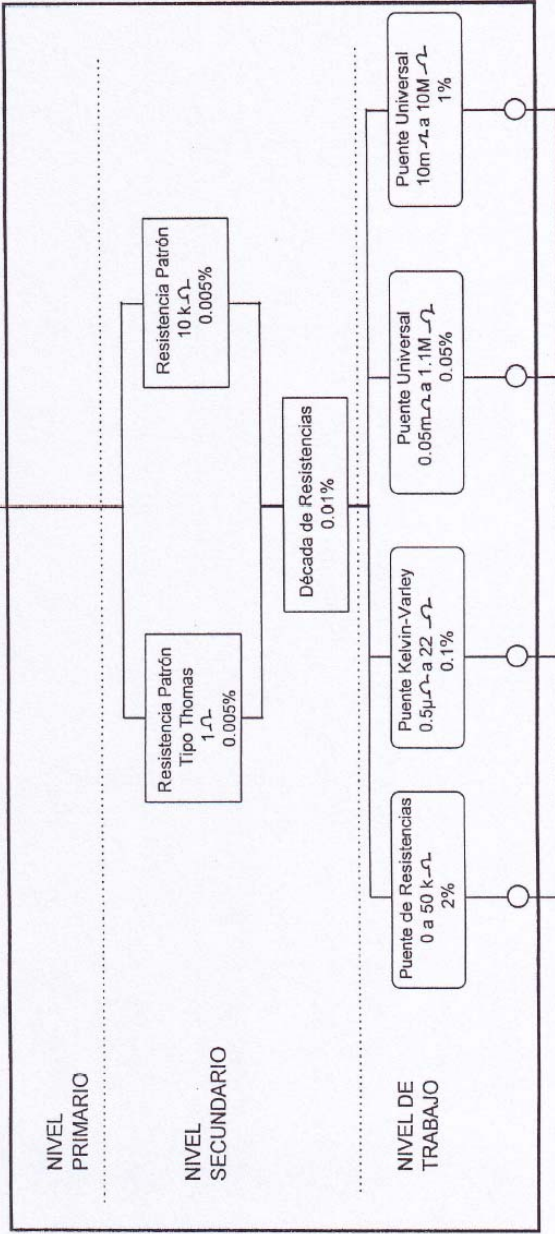 NIVEL
PRIMARIO
NIVEL
SECUNDARIO
Resistencia Patrón
Tipo Thomas
1Ω
0.005%
Resistencia Patrón
10 kΩ
0.005%
Década de Resistencias
0.01%
NIVEL DE
TRABAJO
Puente de Resistencias
0 a 50 kΩ
2%
Puente Kelvin-Varley
0.5µΩ a 22 Ω
0.1%
Puente Universal
0.05mΩ a 1.1M Ω
0.05%
Puente Universal
10mΩ a 10M Ω
1%